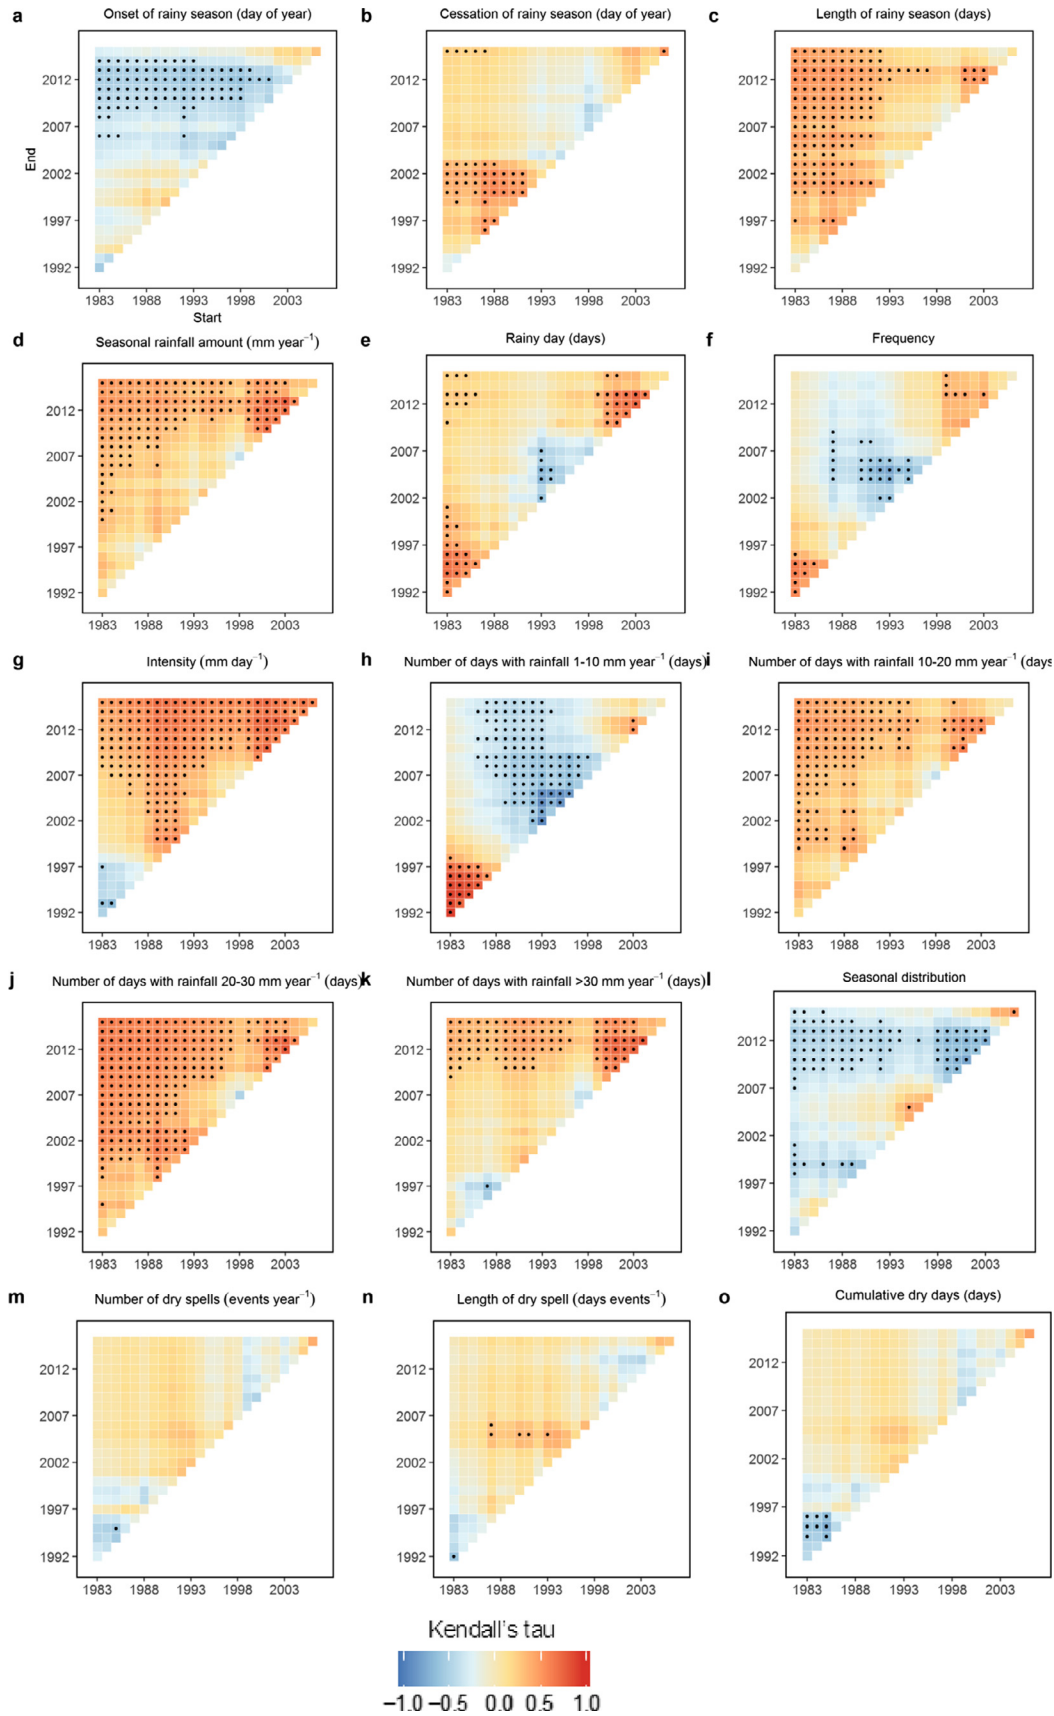 a Onset of rainy season (day of year)
b Cessation of rainy season (day of year)
c Length of rainy season (days)
End
2012
2007
2002
1997
1992
1983 1988 1993 1998 2003
Start
2012
2007
2002
1997
1992
1983 1988 1993 1998 2003
2012
2007
2002
1997
1992
1983 1988 1993 1998 2003
d Seasonal rainfall amount (mm year⁻¹)
e Rainy day (days)
f Frequency
2012
2007
2002
1997
1992
1983 1988 1993 1998 2003
2012
2007
2002
1997
1992
1983 1988 1993 1998 2003
2012
2007
2002
1997
1992
1983 1988 1993 1998 2003
g Intensity (mm day⁻¹)
h Number of days with rainfall 1-10 mm year⁻¹ (days)
i Number of days with rainfall 10-20 mm year⁻¹ (days
2012
2007
2002
1997
1992
1983 1988 1993 1998 2003
2012
2007
2002
1997
1992
1983 1988 1993 1998 2003
2012
2007
2002
1997
1992
1983 1988 1993 1998 2003
j Number of days with rainfall 20-30 mm year⁻¹ (days)
k Number of days with rainfall >30 mm year⁻¹ (days)
l Seasonal distribution
2012
2007
2002
1997
1992
1983 1988 1993 1998 2003
2012
2007
2002
1997
1992
1983 1988 1993 1998 2003
2012
2007
2002
1997
1992
1983 1988 1993 1998 2003
m Number of dry spells (events year⁻¹)
n Length of dry spell (days events⁻¹)
o Cumulative dry days (days)
2012
2007
2002
1997
1992
1983 1988 1993 1998 2003
2012
2007
2002
1997
1992
1983 1988 1993 1998 2003
2012
2007
2002
1997
1992
1983 1988 1993 1998 2003
Kendall's tau
−1.0 −0.5 0.0 0.5 1.0